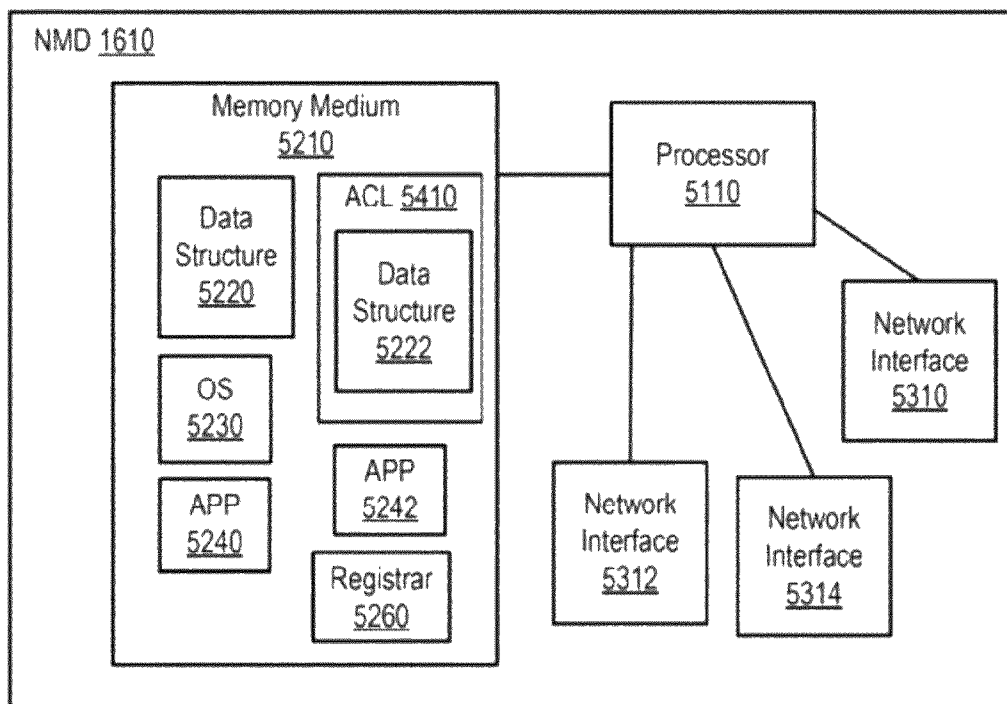 NMD 1610
Memory Medium
5210
Data
Structure
5220
ACL 5410
Data
Structure
5222
OS
5230
APP
5240
APP
5242
Registrar
5260
Processor
5110
Network
Interface
5310
Network
Interface
5312
Network
Interface
5314